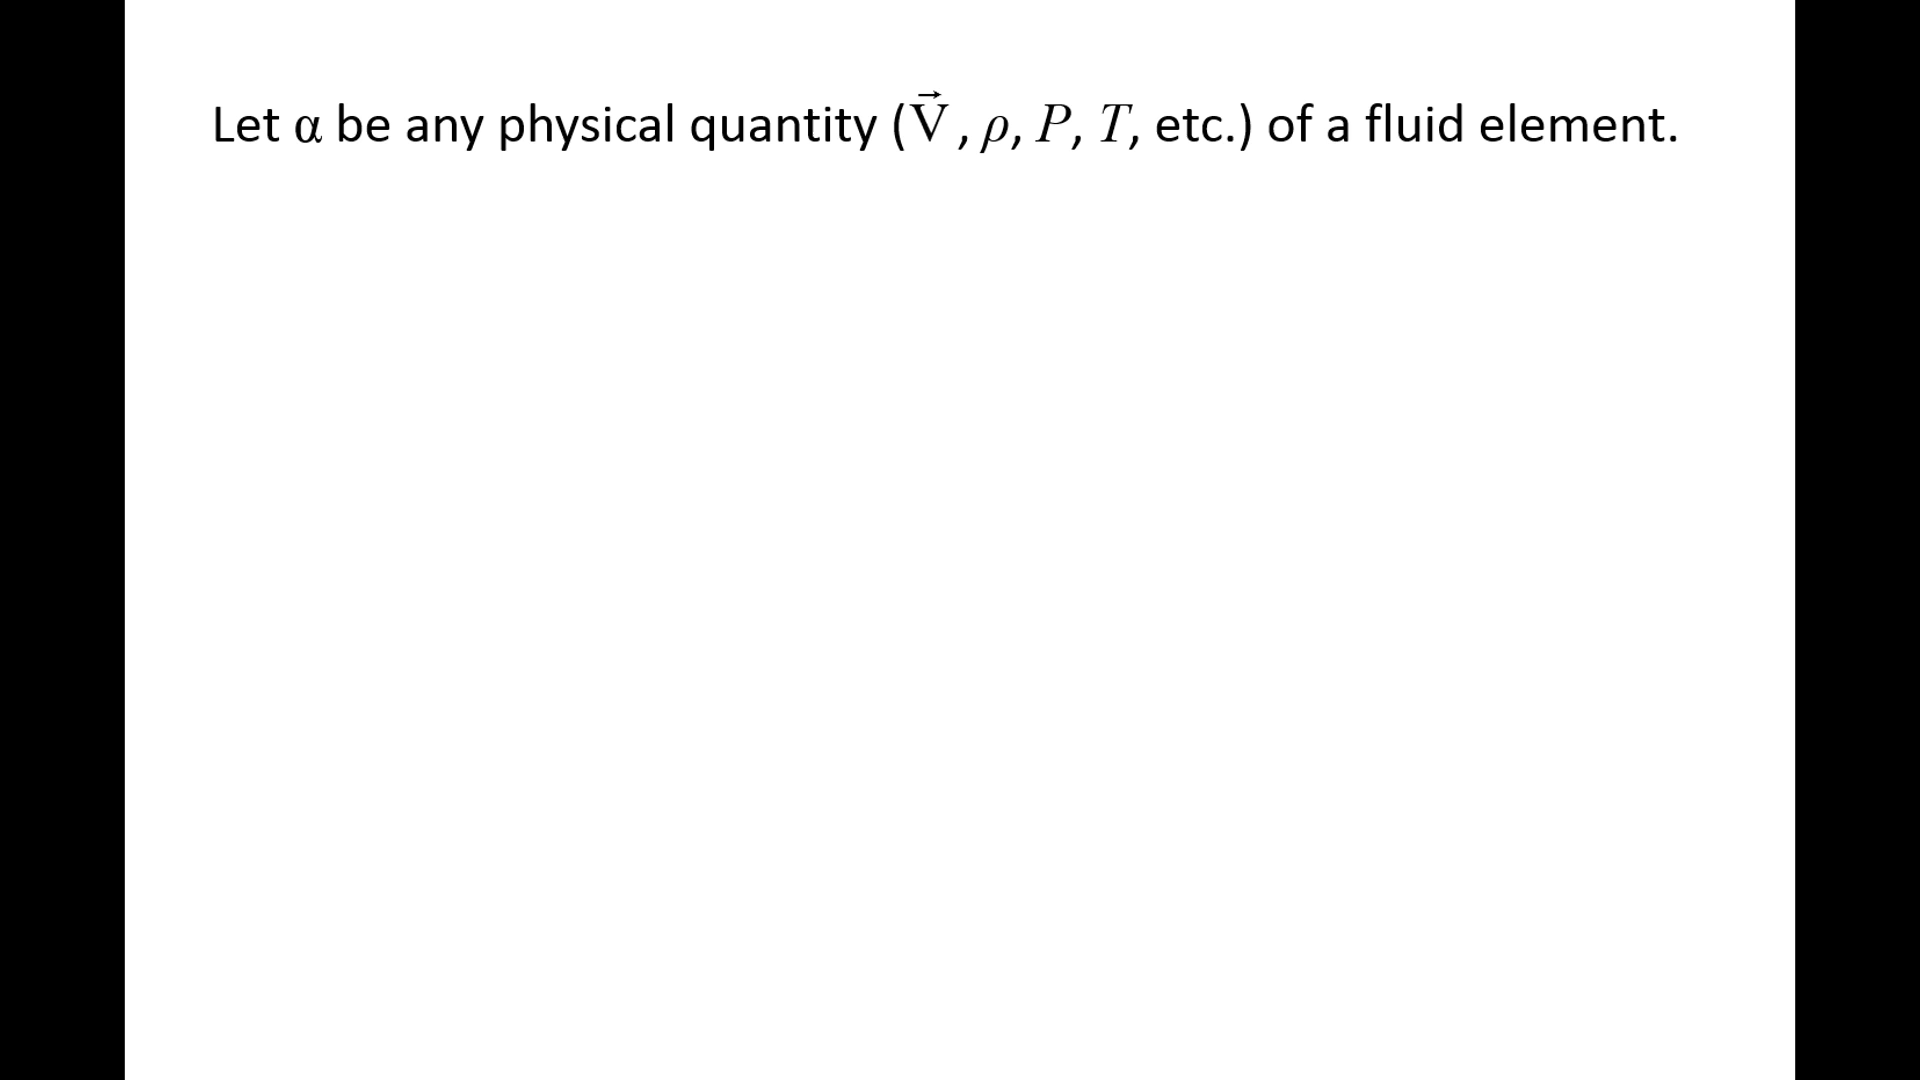 Let α be any physical quantity (V⃗ , ρ, P, T, etc.) of a fluid element.